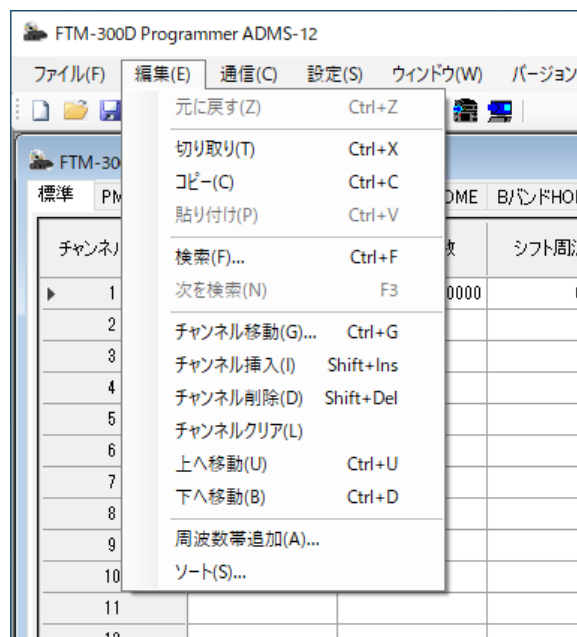 FTM-300D Programmer ADMS-12
ファイル(F) 編集(E) 通信(C) 設定(S) ウィンドウ(W) バージョン
元に戻す(Z) Ctrl+Z
切り取り(T) Ctrl+X
コピー(C) Ctrl+C
貼り付け(P) Ctrl+V
検索(F)... Ctrl+F
次を検索(N) F3
チャンネル移動(G)... Ctrl+G
チャンネル挿入(I) Shift+Ins
チャンネル削除(D) Shift+Del
チャンネルクリア(L)
上へ移動(U) Ctrl+U
下へ移動(B) Ctrl+D
周波数帯追加(A)...
ソート(S)...
FTM-30
標準 PM OME BバンドHO
チャンネル 数 シフト周波
1 0000
2
3
4
5
6
7
8
9
10
11
12